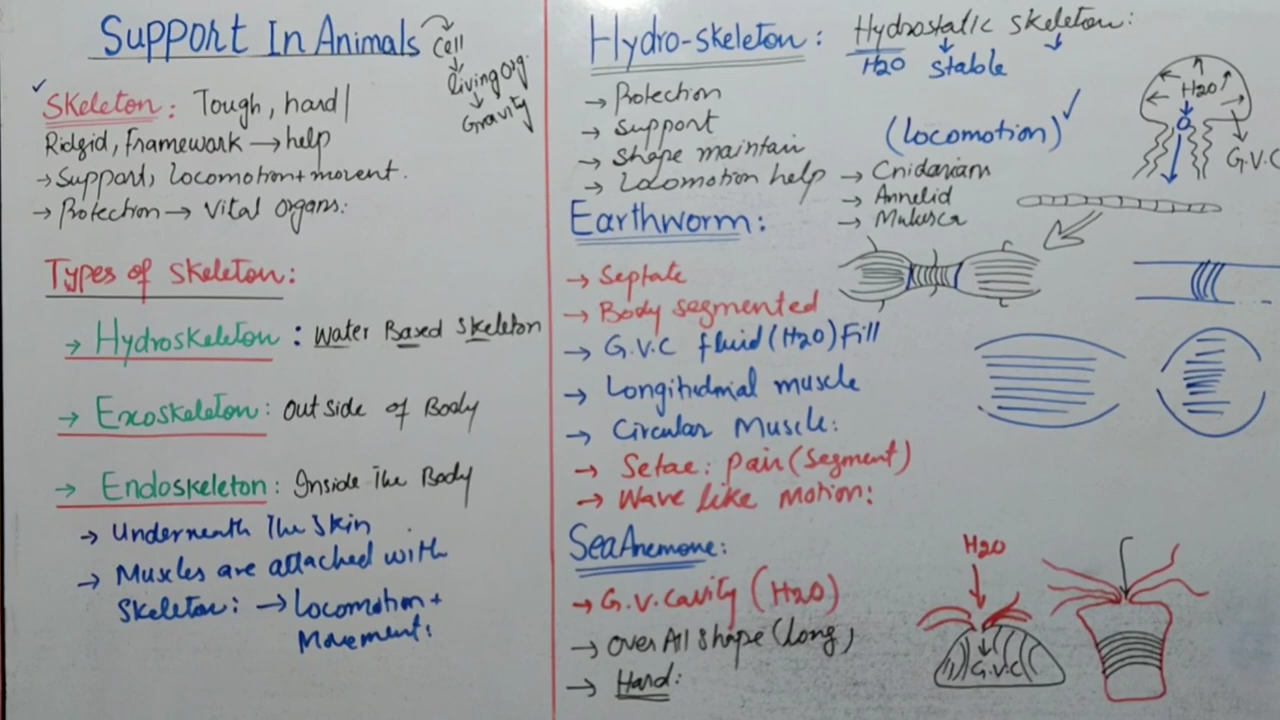 Support In Animals
Cell
living org.
Gravity
Skeleton: Tough, hard/
Ridgid, Framework → help
→ Support, locomotion + movent.
→ Protection → vital organs:
Types of Skeleton:
→ Hydroskeleton: Water Based Skeleton
→ Exoskeleton: Out side of Body
→ Endoskeleton: Inside The Body
→ Underneath The Skin
→ Muscles are attached with
Skeleton: → Locomotion +
Movement:
Hydro-skeleton: Hydrostatic skeleton:
H2O stable
→ Protection
→ Support
→ Shape maintain
→ Locomotion help
(locomotion)
→ Cnidarian
→ Annelid
→ Mulusca
H2O
G.V.C
Earthworm:
→ Septate
→ Body segmented
→ G.V.C fluid (H2O) Fill
→ Longitudnial muscle
→ Circular Muscle:
→ Setae: pair (segment)
→ Wave Like Motion:
Sea Anemone:
→ G.V. cavity (H2O)
→ Over All shape (long)
→ Hard:
H2O
G.V.C